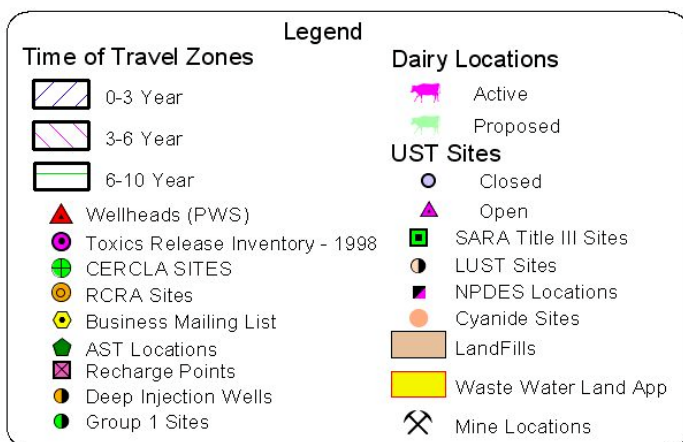 Legend
Time of Travel Zones
0-3 Year
3-6 Year
6-10 Year
Wellheads (PWS)
Toxics Release Inventory - 1998
CERCLA SITES
RCRA Sites
Business Mailing List
AST Locations
Recharge Points
Deep Injection Wells
Group 1 Sites
Dairy Locations
Active
Proposed
UST Sites
Closed
Open
SARA Title III Sites
LUST Sites
NPDES Locations
Cyanide Sites
LandFills
Waste Water Land App
Mine Locations